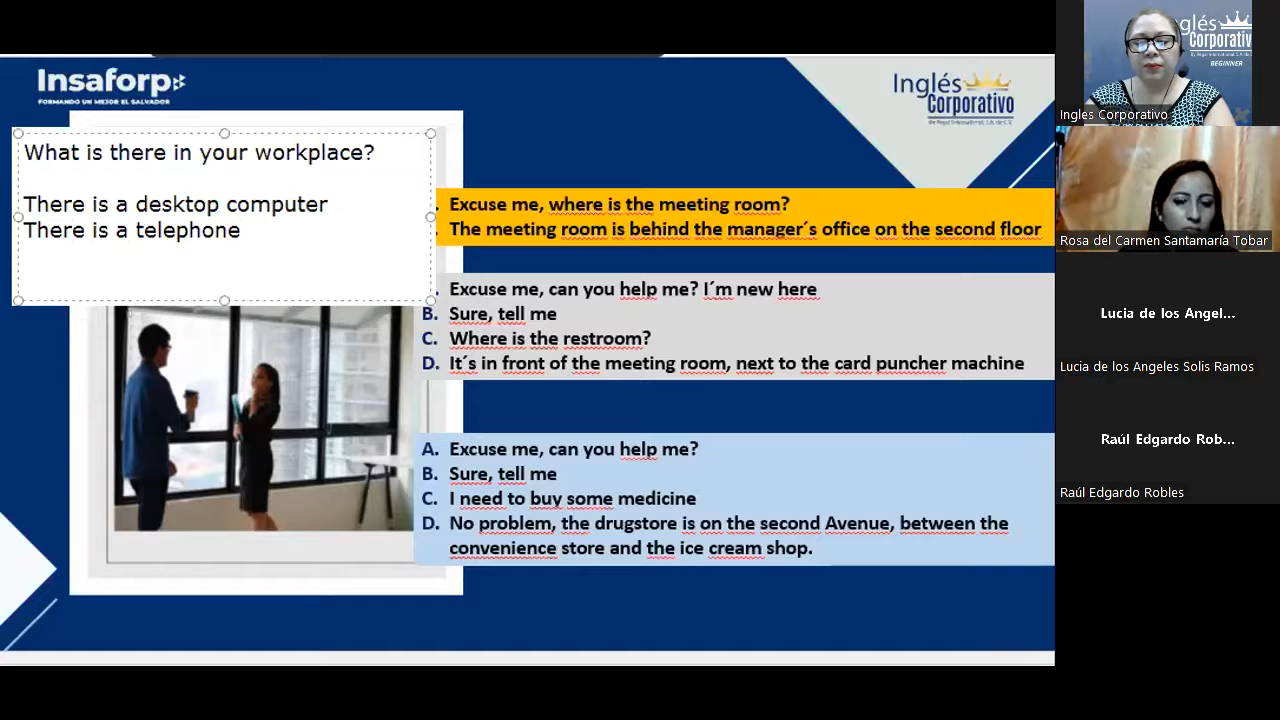 Insaforp
FORMANDO UN MEJOR EL SALVADOR
Inglés
Corporativo
What is there in your workplace?
There is a desktop computer
There is a telephone
Excuse me, where is the meeting room?
The meeting room is behind the manager´s office on the second floor
Excuse me, can you help me? I´m new here
B. Sure, tell me
C. Where is the restroom?
D. It´s in front of the meeting room, next to the card puncher machine
A. Excuse me, can you help me?
B. Sure, tell me
C. I need to buy some medicine
D. No problem, the drugstore is on the second Avenue, between the
convenience store and the ice cream shop.
glés
Corporativ
BEGINNER
Ingles Corporativo
Rosa del Carmen Santamaría Tobar
Lucia de los Angel...
Lucia de los Angeles Solis Ramos
Raúl Edgardo Rob...
Raúl Edgardo Robles